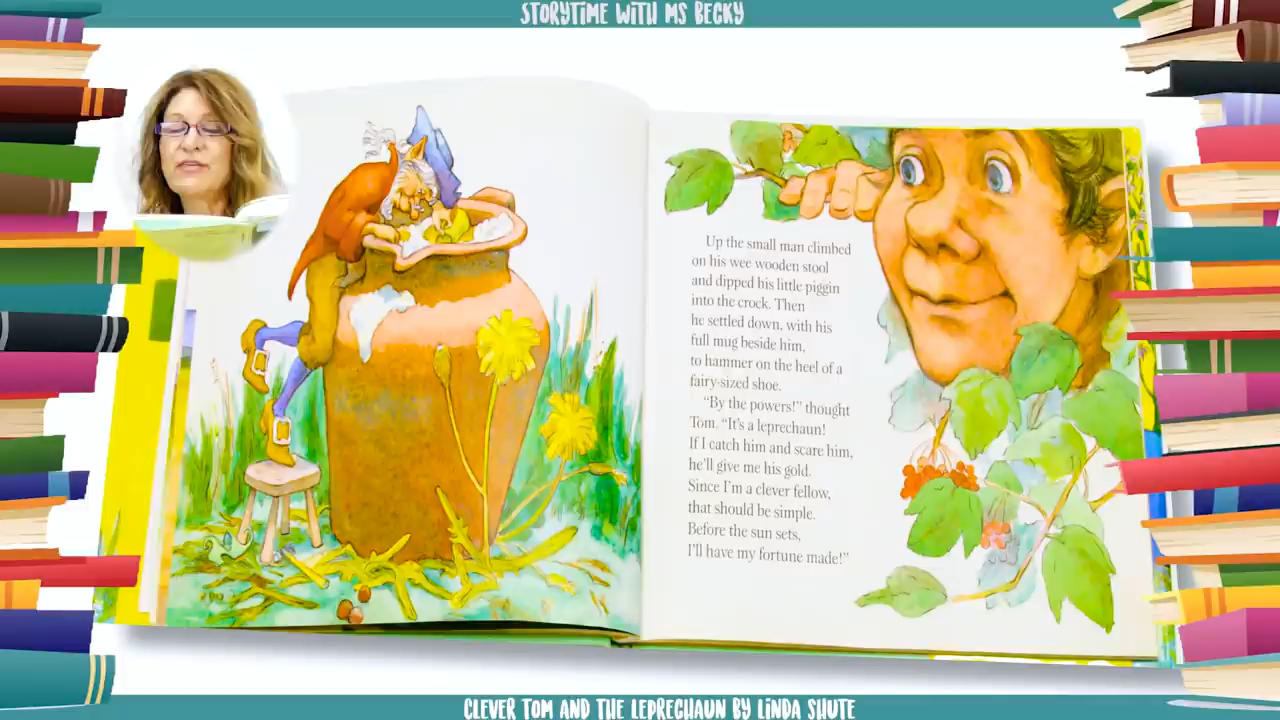 STORYTIME WITH MS BECKY
Up the small man climbed
on his wee wooden stool
and dipped his little piggin
into the crock. Then
he settled down, with his
full mug beside him,
to hammer on the heel of a
fairy-sized shoe.
"By the powers!" thought
Tom. "It's a leprechaun!
If I catch him and scare him,
he'll give me his gold.
Since I'm a clever fellow,
that should be simple.
Before the sun sets,
I'll have my fortune made!"
CLEVER TOM AND THE LEPRECHAUN BY LINDA SHUTE